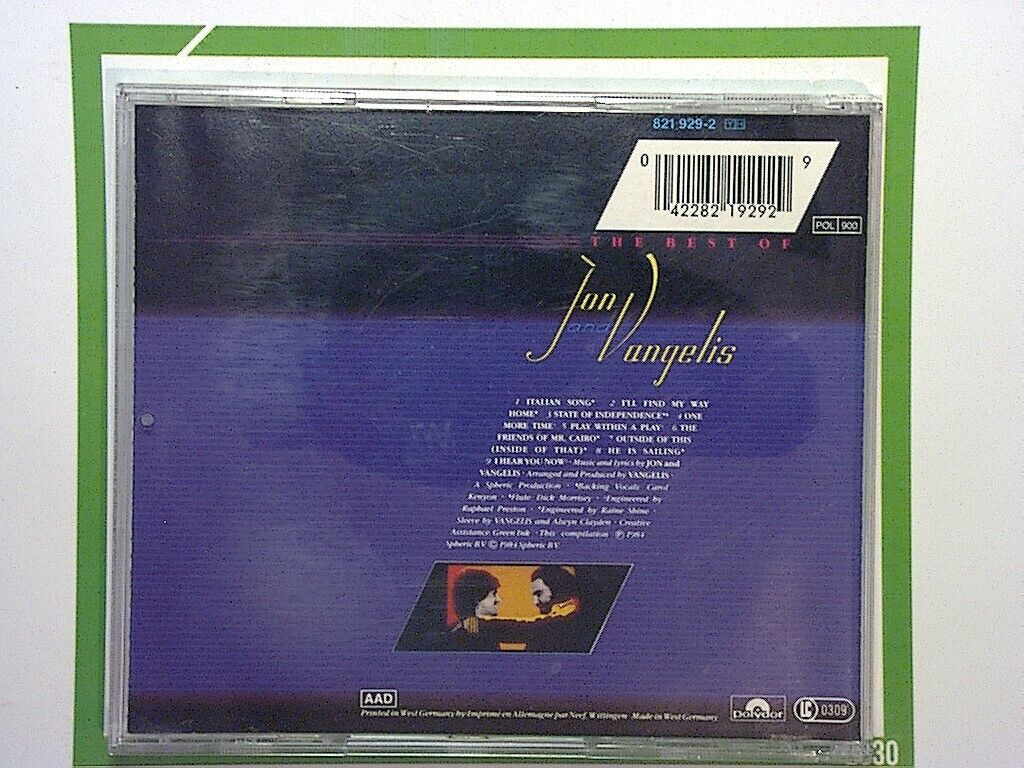 821 929-2 YH
0 42282 19292 9
POL 900
THE BEST OF
Jon
and
Vangelis
1 ITALIAN SONG* 2 I'LL FIND MY WAY
HOME* 3 STATE OF INDEPENDENCE 4 ONE
MORE TIME 5 PLAY WITHIN A PLAY 6 THE
FRIENDS OF MR. CAIRO* 7 OUTSIDE OF THIS
(INSIDE OF THAT)* 8 HE IS SAILING*
9 I HEAR YOU NOW · Music and lyrics by JON and
VANGELIS · Arranged and Produced by VANGELIS
A Spheric Production · Backing Vocals Carol
Kenyon · Flute Dick Morrisey · Engineered by
Raphael Preston · Engineered by Raine Shine ·
Sleeve by VANGELIS and Alwyn Clayden · Creative
Assistance Green Ink · This compilation ℗ 1984
Spheric B.V. © 1984 Spheric B.V.
AAD
Printed in West Germany by/Imprimé en Allemagne par Neef, Wittingen Made in West Germany
polydor
LC 0309
30